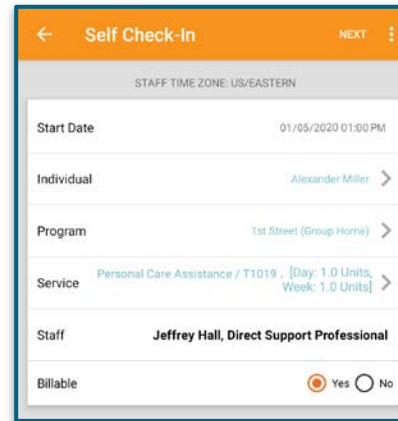 Self Check-In NEXT
STAFF TIME ZONE: US/EASTERN
Start Date 01/05/2020 01:00 PM
Individual Alexander Miller
Program 1st Street (Group Home)
Service Personal Care Assistance / T1019 , [Day: 1.0 Units,
Week: 1.0 Units]
Staff Jeffrey Hall, Direct Support Professional
Billable Yes No